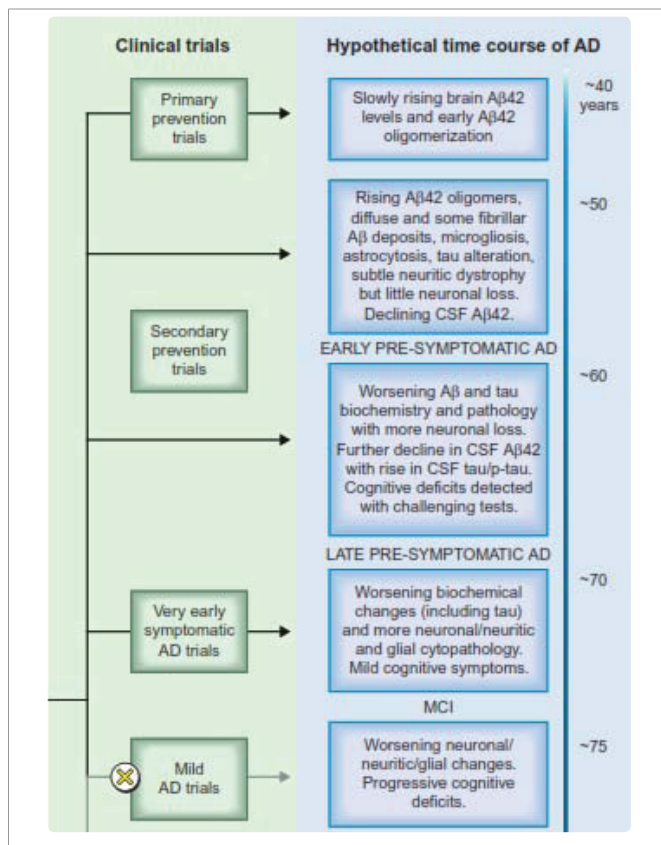 Clinical trials
Hypothetical time course of AD
Primary
prevention
trials
Slowly rising brain Aβ42
levels and early Aβ42
oligomerization
~40
years
Rising Aβ42 oligomers,
diffuse and some fibrillar
Aβ deposits, microgliosis,
astrocytosis, tau alteration,
subtle neuritic dystrophy
but little neuronal loss.
Declining CSF Aβ42.
~50
Secondary
prevention
trials
EARLY PRE-SYMPTOMATIC AD
Worsening Aβ and tau
biochemistry and pathology
with more neuronal loss.
Further decline in CSF Aβ42
with rise in CSF tau/p-tau.
Cognitive deficits detected
with challenging tests.
~60
LATE PRE-SYMPTOMATIC AD
Very early
symptomatic
AD trials
Worsening biochemical
changes (including tau)
and more neuronal/neuritic
and glial cytopathology.
Mild cognitive symptoms.
~70
MCI
Mild
AD trials
Worsening neuronal/
neuritic/glial changes.
Progressive cognitive
deficits.
~75